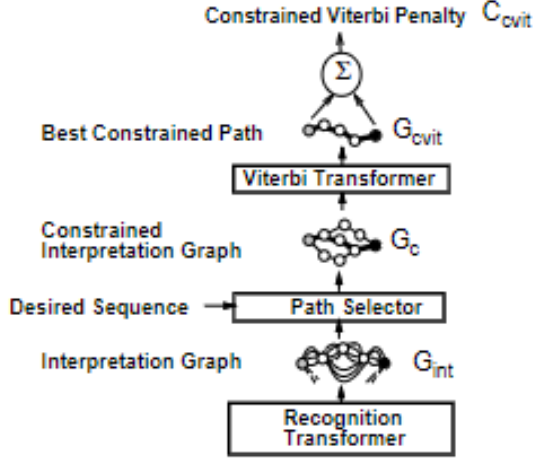 Constrained Viterbi Penalty C_cvit
Σ
Best Constrained Path G_cvit
Viterbi Transformer
Constrained
Interpretation Graph G_c
Desired Sequence Path Selector
Interpretation Graph G_int
Recognition
Transformer